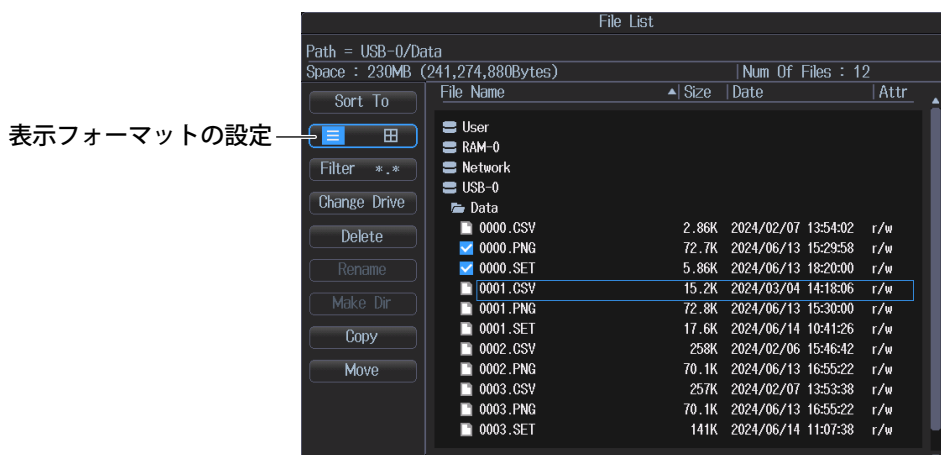 File List
Path = USB-0/Data
Space : 230MB (241,274,880Bytes) Num Of Files : 12
Sort To
表示フォーマットの設定
Filter *.*
Change Drive
Delete
Rename
Make Dir
Copy
Move
File Name Size Date Attr
User
RAM-0
Network
USB-0
Data
0000.CSV 2.86K 2024/02/07 13:54:02 r/w
0000.PNG 72.7K 2024/06/13 15:29:58 r/w
0000.SET 5.86K 2024/06/13 18:20:00 r/w
0001.CSV 15.2K 2024/03/04 14:18:06 r/w
0001.PNG 72.8K 2024/06/13 15:30:00 r/w
0001.SET 17.6K 2024/06/14 10:41:26 r/w
0002.CSV 258K 2024/02/06 15:46:42 r/w
0002.PNG 70.1K 2024/06/13 16:55:22 r/w
0003.CSV 257K 2024/02/07 13:53:38 r/w
0003.PNG 70.1K 2024/06/13 16:55:22 r/w
0003.SET 141K 2024/06/14 11:07:38 r/w